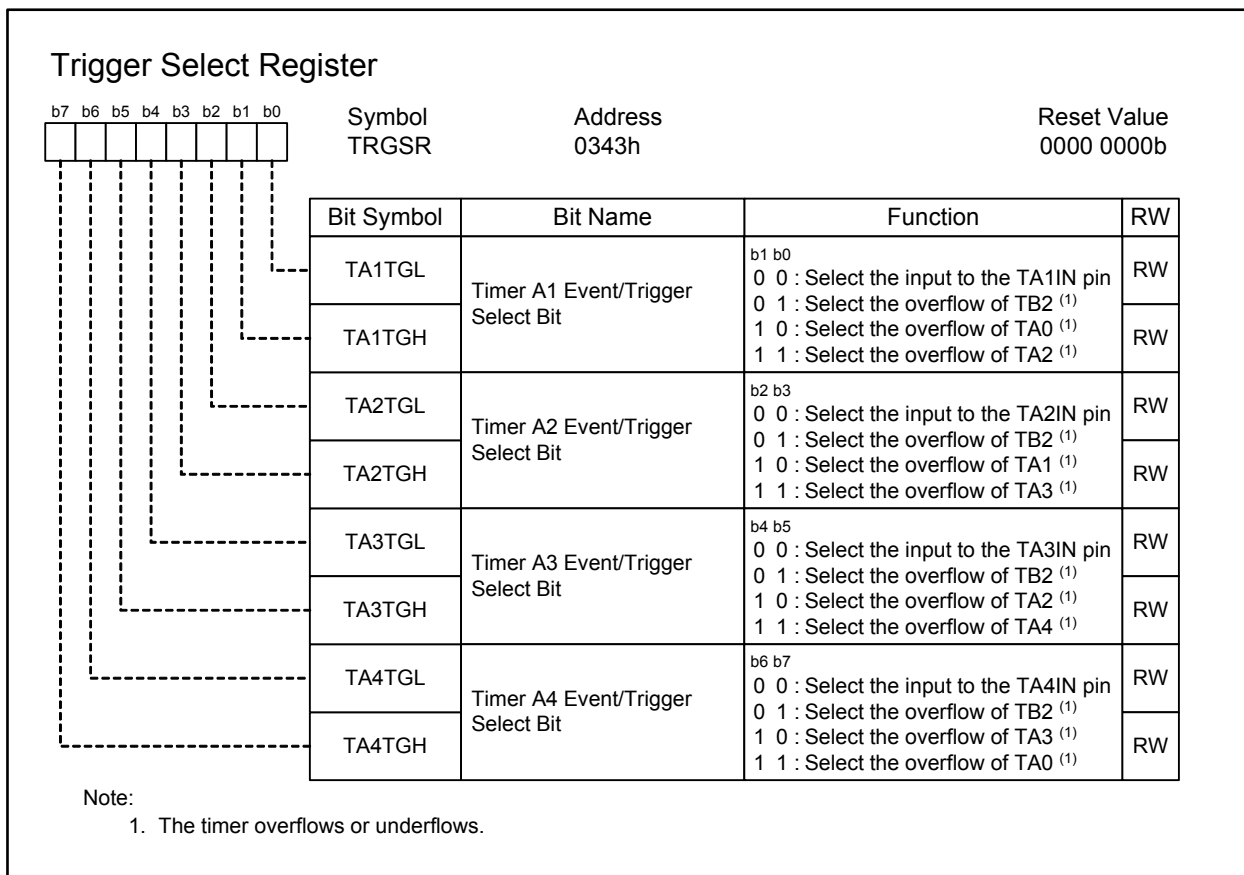 Trigger Select Register
b7 b6 b5 b4 b3 b2 b1 b0
Symbol Address Reset Value
TRGSR 0343h 0000 0000b
Bit Symbol Bit Name Function RW
TA1TGL
TA1TGH
Timer A1 Event/Trigger
Select Bit
b1 b0
0 0 : Select the input to the TA1IN pin
0 1 : Select the overflow of TB2 (1)
1 0 : Select the overflow of TA0 (1)
1 1 : Select the overflow of TA2 (1)
RW
RW
TA2TGL
TA2TGH
Timer A2 Event/Trigger
Select Bit
b2 b3
0 0 : Select the input to the TA2IN pin
0 1 : Select the overflow of TB2 (1)
1 0 : Select the overflow of TA1 (1)
1 1 : Select the overflow of TA3 (1)
RW
RW
TA3TGL
TA3TGH
Timer A3 Event/Trigger
Select Bit
b4 b5
0 0 : Select the input to the TA3IN pin
0 1 : Select the overflow of TB2 (1)
1 0 : Select the overflow of TA2 (1)
1 1 : Select the overflow of TA4 (1)
RW
RW
TA4TGL
TA4TGH
Timer A4 Event/Trigger
Select Bit
b6 b7
0 0 : Select the input to the TA4IN pin
0 1 : Select the overflow of TB2 (1)
1 0 : Select the overflow of TA3 (1)
1 1 : Select the overflow of TA0 (1)
RW
RW
Note:
1. The timer overflows or underflows.